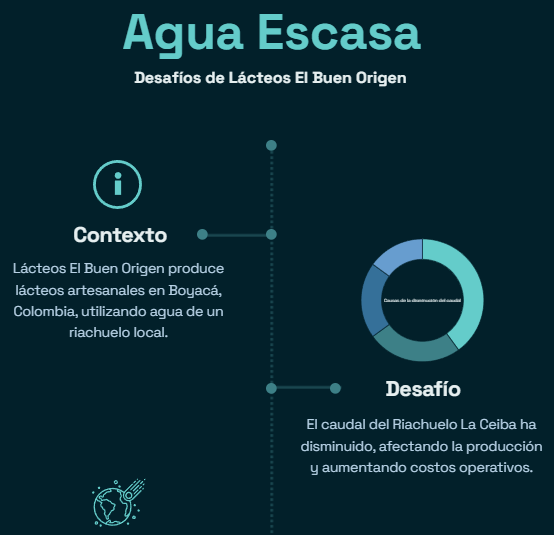 Agua Escasa
Desafíos de Lácteos El Buen Origen
Contexto
Lácteos El Buen Origen produce
lácteos artesanales en Boyacá,
Colombia, utilizando agua de un
riachuelo local.
Causas de la disminución del caudal
Desafío
El caudal del Riachuelo La Ceiba ha
disminuido, afectando la producción
y aumentando costos operativos.